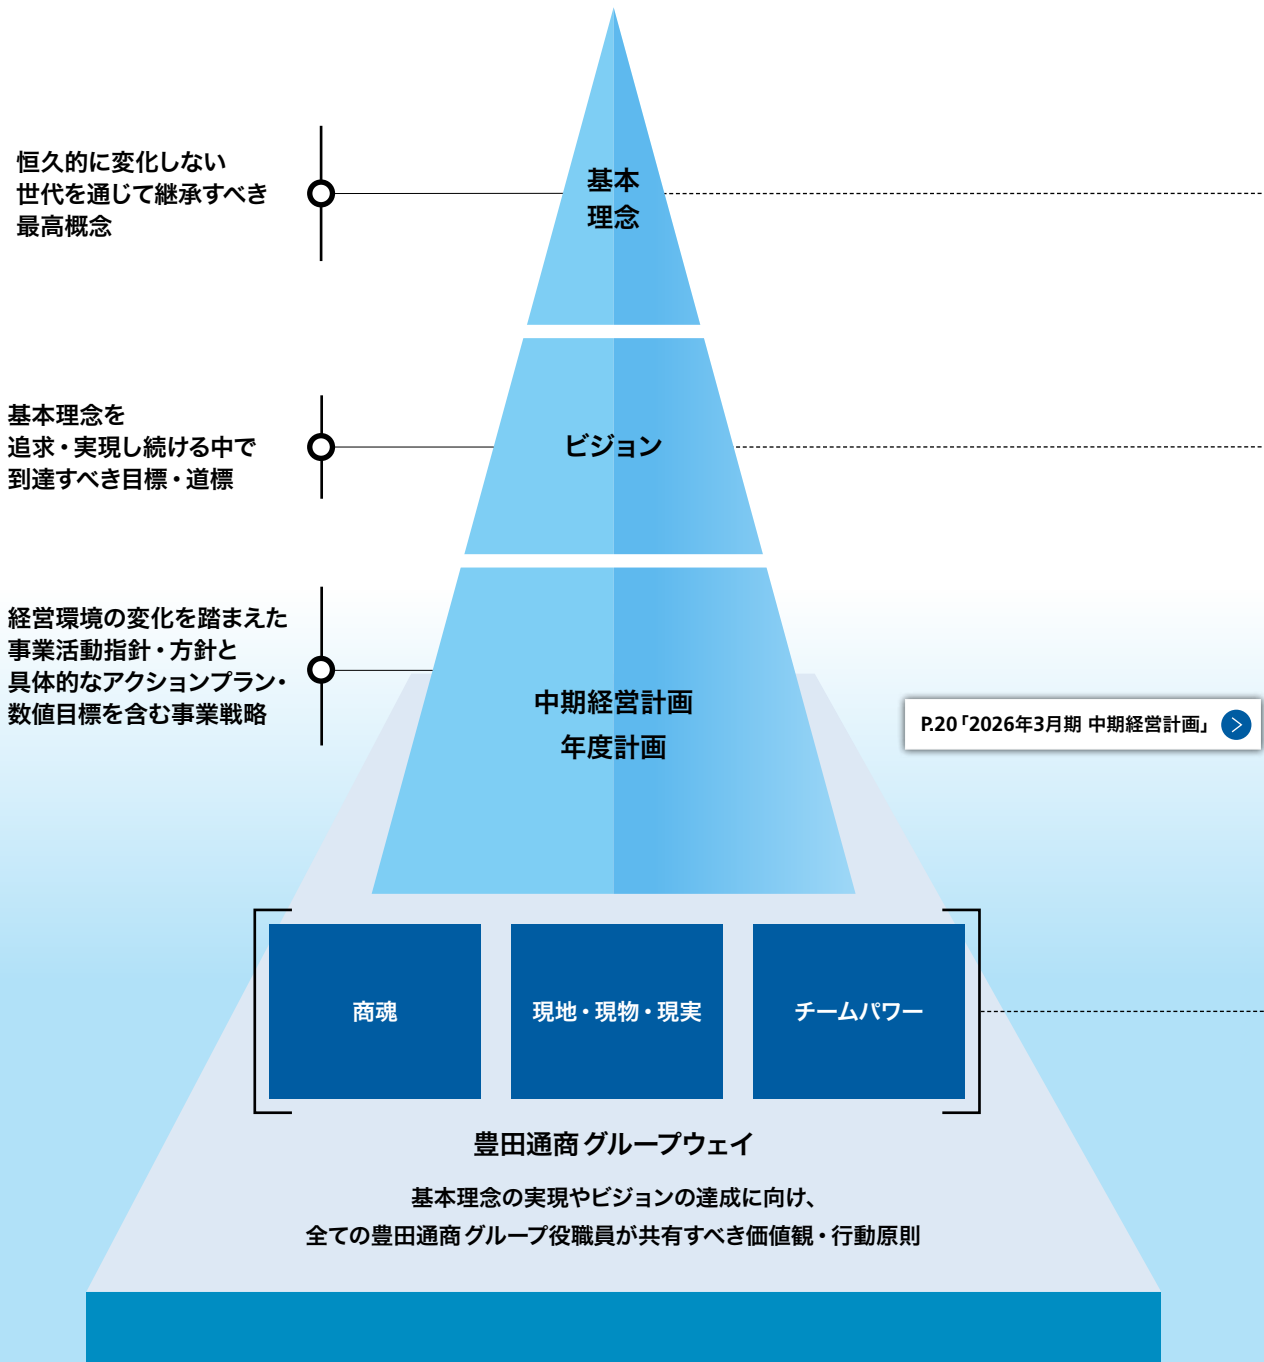 恒久的に変化しない
世代を通じて継承すべき
最高概念
基本
理念
基本理念を
追求・実現し続ける中で
到達すべき目標・道標
ビジョン
経営環境の変化を踏まえた
事業活動指針・方針と
具体的なアクションプラン・
数値目標を含む事業戦略
中期経営計画
年度計画
P.20「2026年3月期 中期経営計画」
商魂
現地・現物・現実
チームパワー
豊田通商グループウェイ
基本理念の実現やビジョンの達成に向け、
全ての豊田通商グループ役職員が共有すべき価値観・行動原則